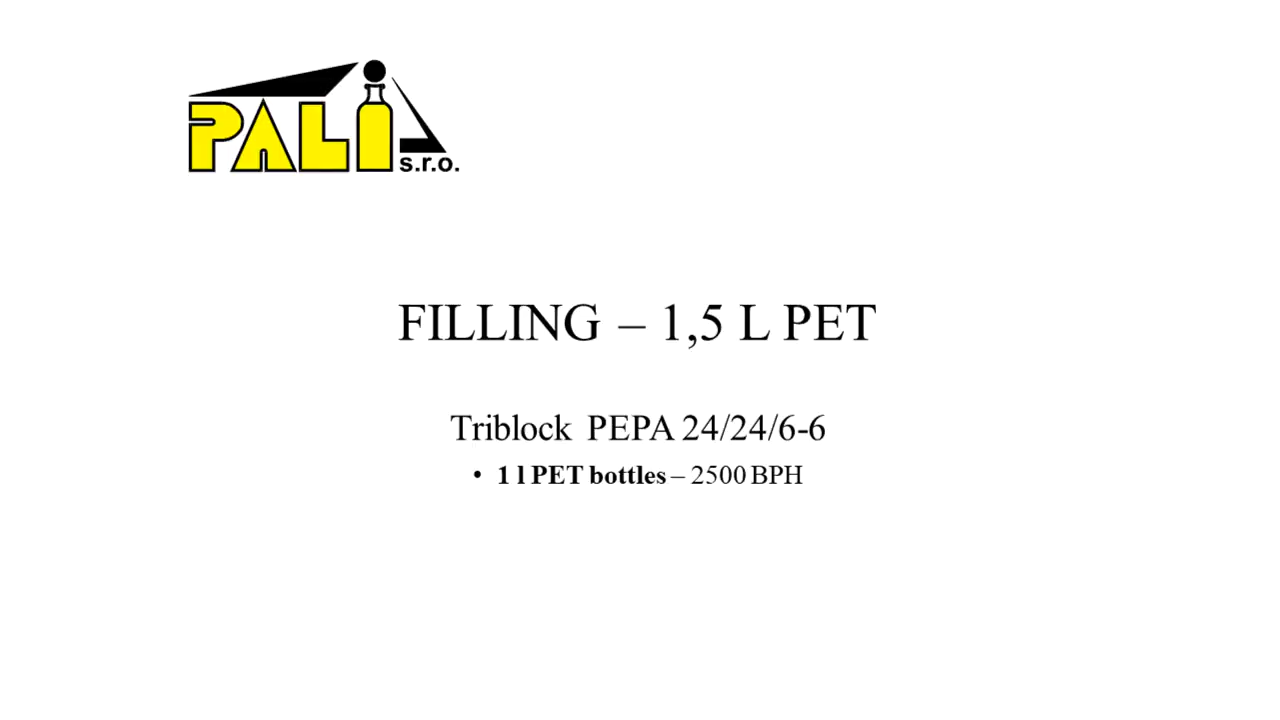 PALI
s.r.o.
FILLING – 1,5 L PET
Triblock PEPA 24/24/6-6
• 1 l PET bottles – 2500 BPH